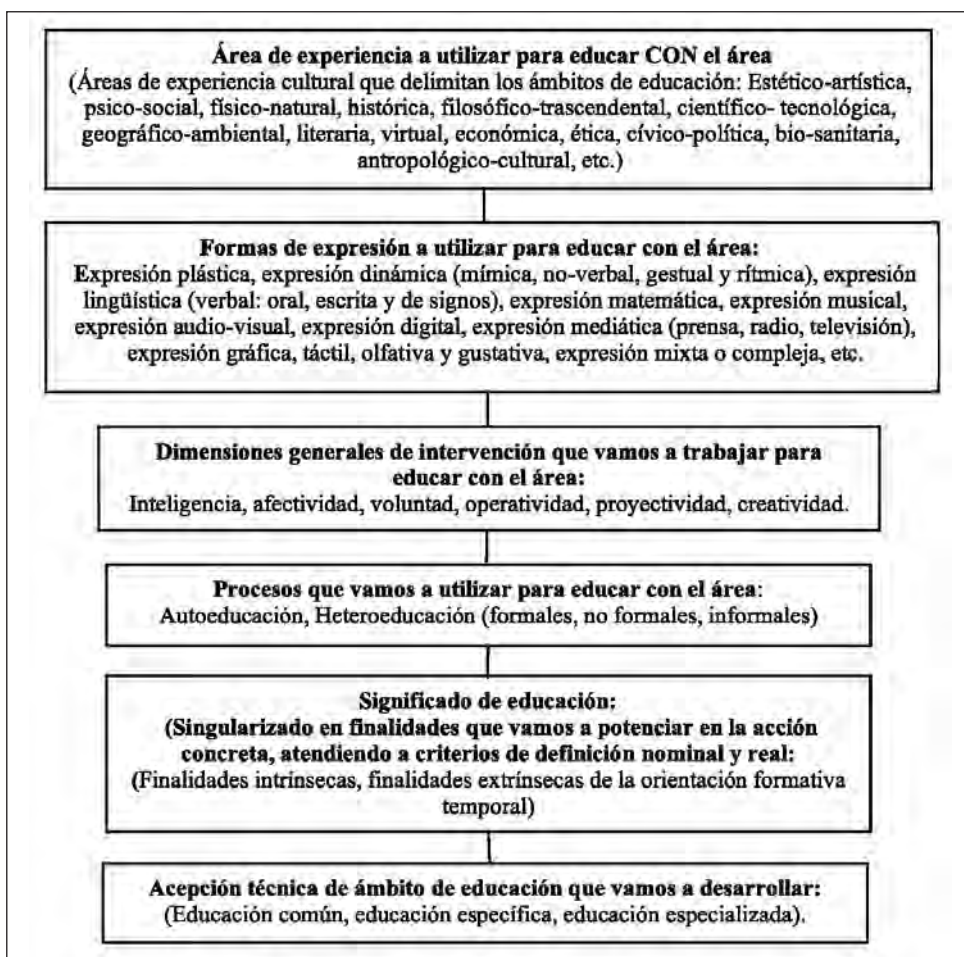 Área de experiencia a utilizar para educar CON el área
(Áreas de experiencia cultural que delimitan los ámbitos de educación: Estético-artística,
psico-social, físico-natural, histórica, filosófico-trascendental, científico- tecnológica,
geográfico-ambiental, literaria, virtual, económica, ética, cívico-política, bio-sanitaria,
antropológico-cultural, etc.)
Formas de expresión a utilizar para educar con el área:
Expresión plástica, expresión dinámica (mímica, no-verbal, gestual y rítmica), expresión
lingüística (verbal: oral, escrita y de signos), expresión matemática, expresión musical,
expresión audio-visual, expresión digital, expresión mediática (prensa, radio, televisión),
expresión gráfica, táctil, olfativa y gustativa, expresión mixta o compleja, etc.
Dimensiones generales de intervención que vamos a trabajar para
educar con el área:
Inteligencia, afectividad, voluntad, operatividad, proyectividad, creatividad.
Procesos que vamos a utilizar para educar con el área:
Autoeducación, Heteroeducación (formales, no formales, informales)
Significado de educación:
(Singularizado en finalidades que vamos a potenciar en la acción
concreta, atendiendo a criterios de definición nominal y real:
(Finalidades intrínsecas, finalidades extrínsecas de la orientación formativa
temporal)
Acepción técnica de ámbito de educación que vamos a desarrollar:
(Educación común, educación específica, educación especializada).